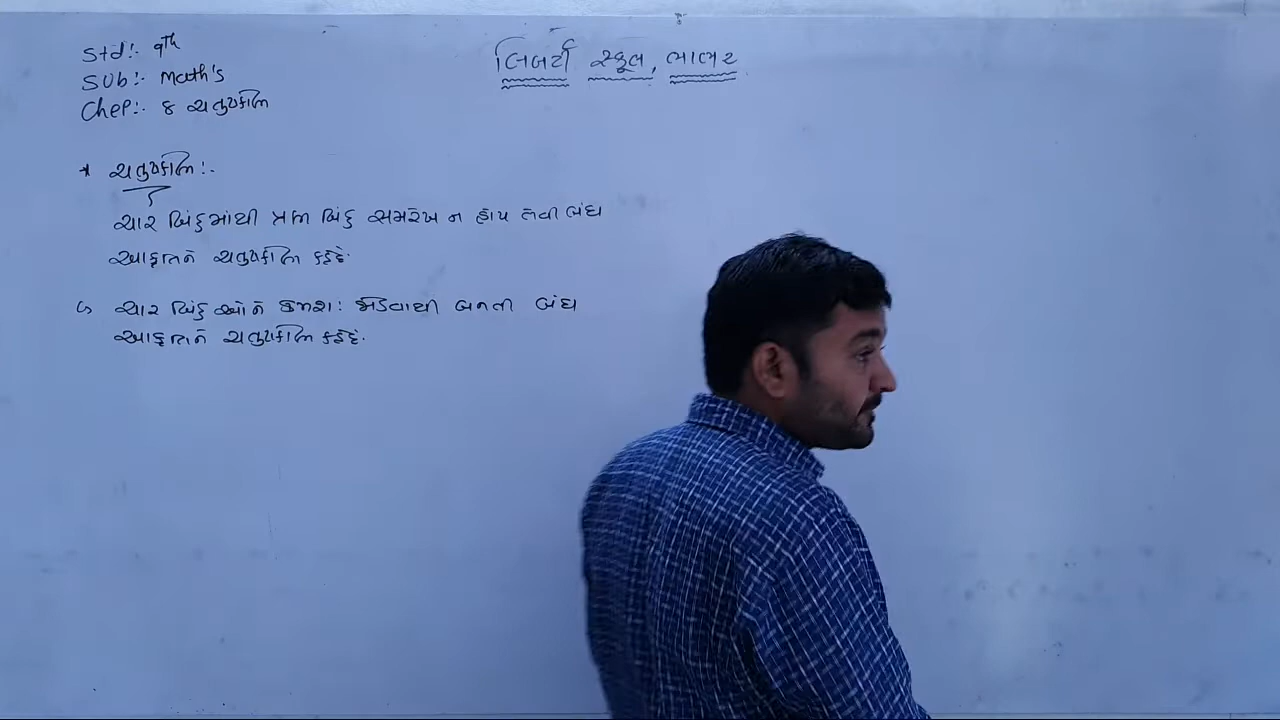 Std:- 9th
Sub:- Math's
Chep:- 8 ચતુષ્કોણ
લિબર્ટી સ્કૂલ, ભાભર
* ચતુષ્કોણ :-
ચાર બિંદુમાંથી ત્રણ બિંદુ સમરેખ ન હોય તેવી બંધ
આકૃતિને ચતુષ્કોણ કહેછે.
↳ ચાર બિંદુઓને ક્રમશ: જોડવાથી બનતી બંધ
આકૃતિને ચતુષ્કોણ કહેછે.